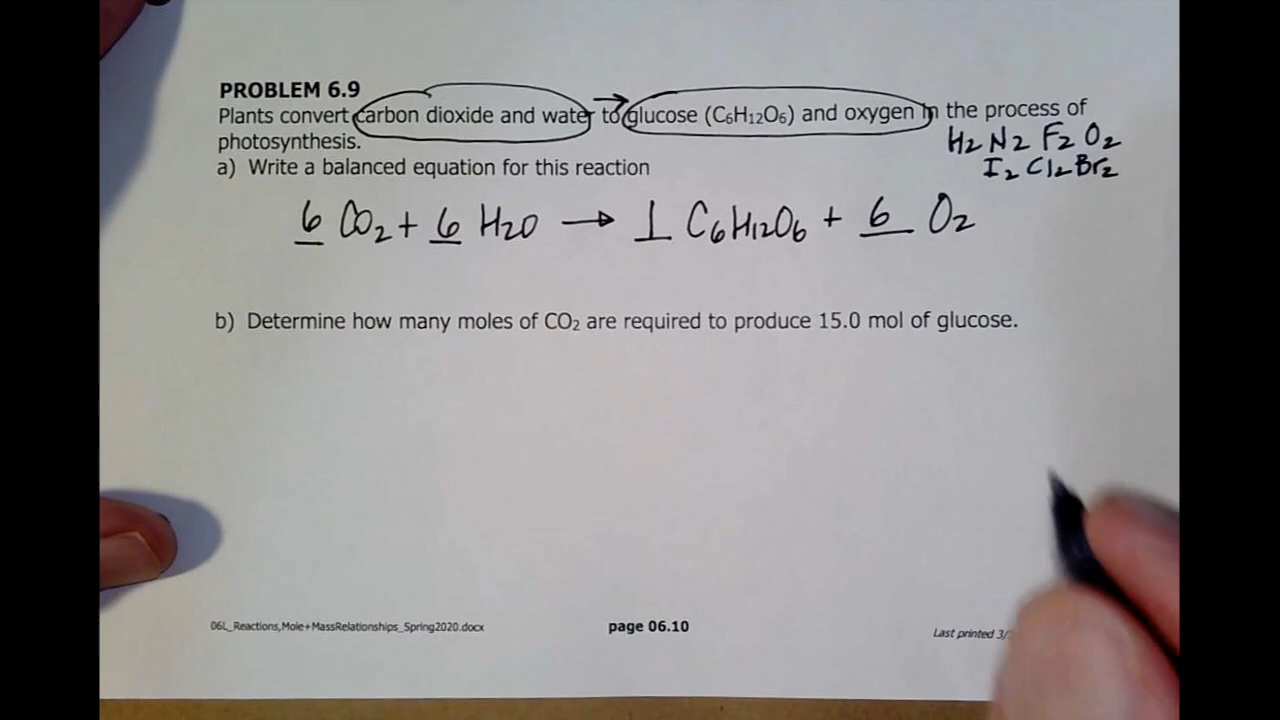 PROBLEM 6.9
Plants convert carbon dioxide and water to glucose (C₆H₁₂O₆) and oxygen in the process of
photosynthesis.
H₂ N₂ F₂ O₂
I₂ Cl₂ Br₂
a) Write a balanced equation for this reaction
6 CO₂ + 6 H₂O → 1 C₆H₁₂O₆ + 6 O₂
b) Determine how many moles of CO₂ are required to produce 15.0 mol of glucose.
06L_Reactions,Mole+MassRelationships_Spring2020.docx
page 06.10
Last printed 3/